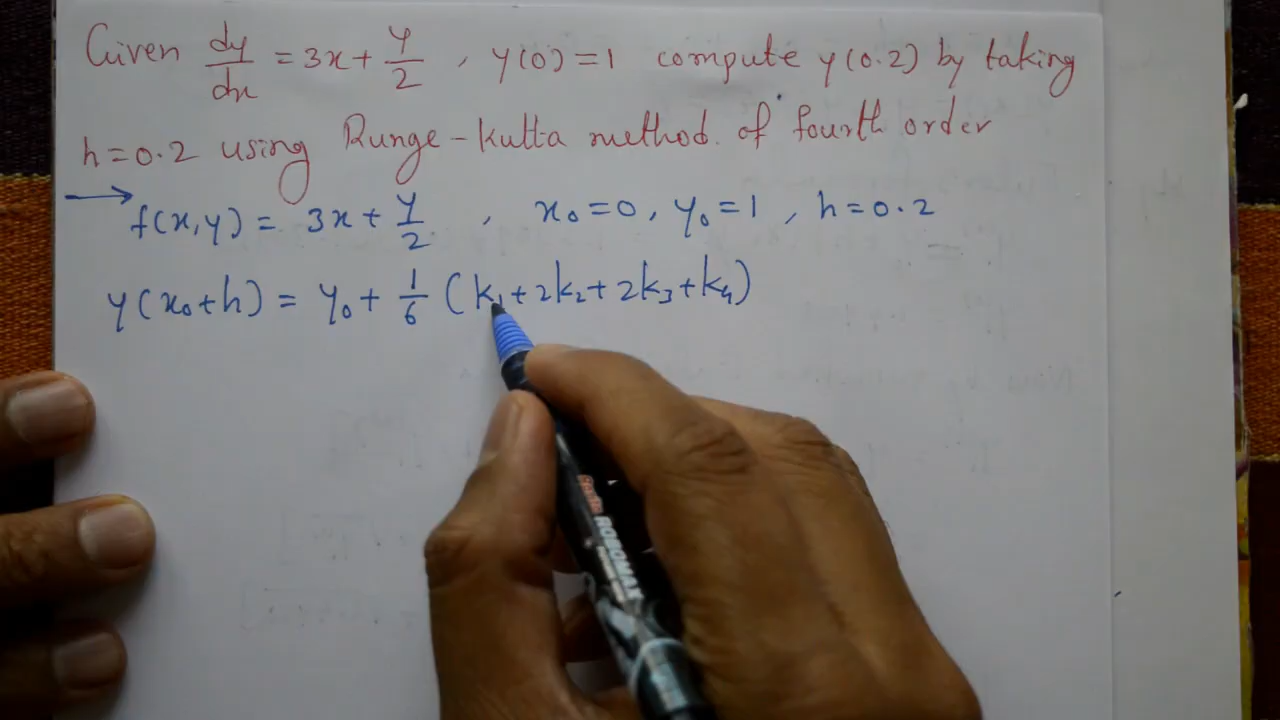 Given dy/dx = 3x + y/2 , y(0) = 1 compute y(0.2) by taking
h = 0.2 using Runge-Kutta method. of fourth order
→ f(x,y) = 3x + y/2 , x₀ = 0, y₀ = 1 , h = 0.2
y(x₀+h) = y₀ + 1/6 (k₁ + 2k₂ + 2k₃ + k₄)
ROBOMAX